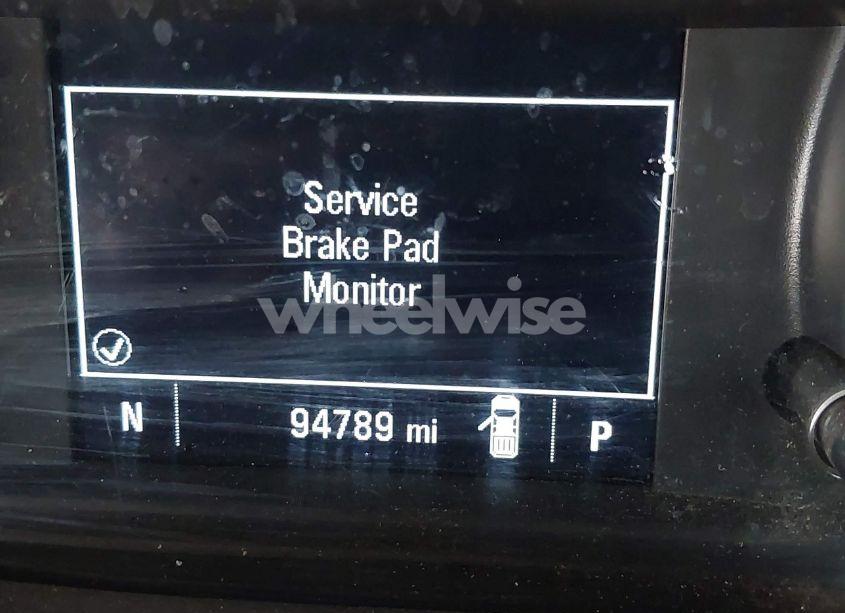 Service
Brake Pad
Monitor
wheelwise
N 94789 mi P